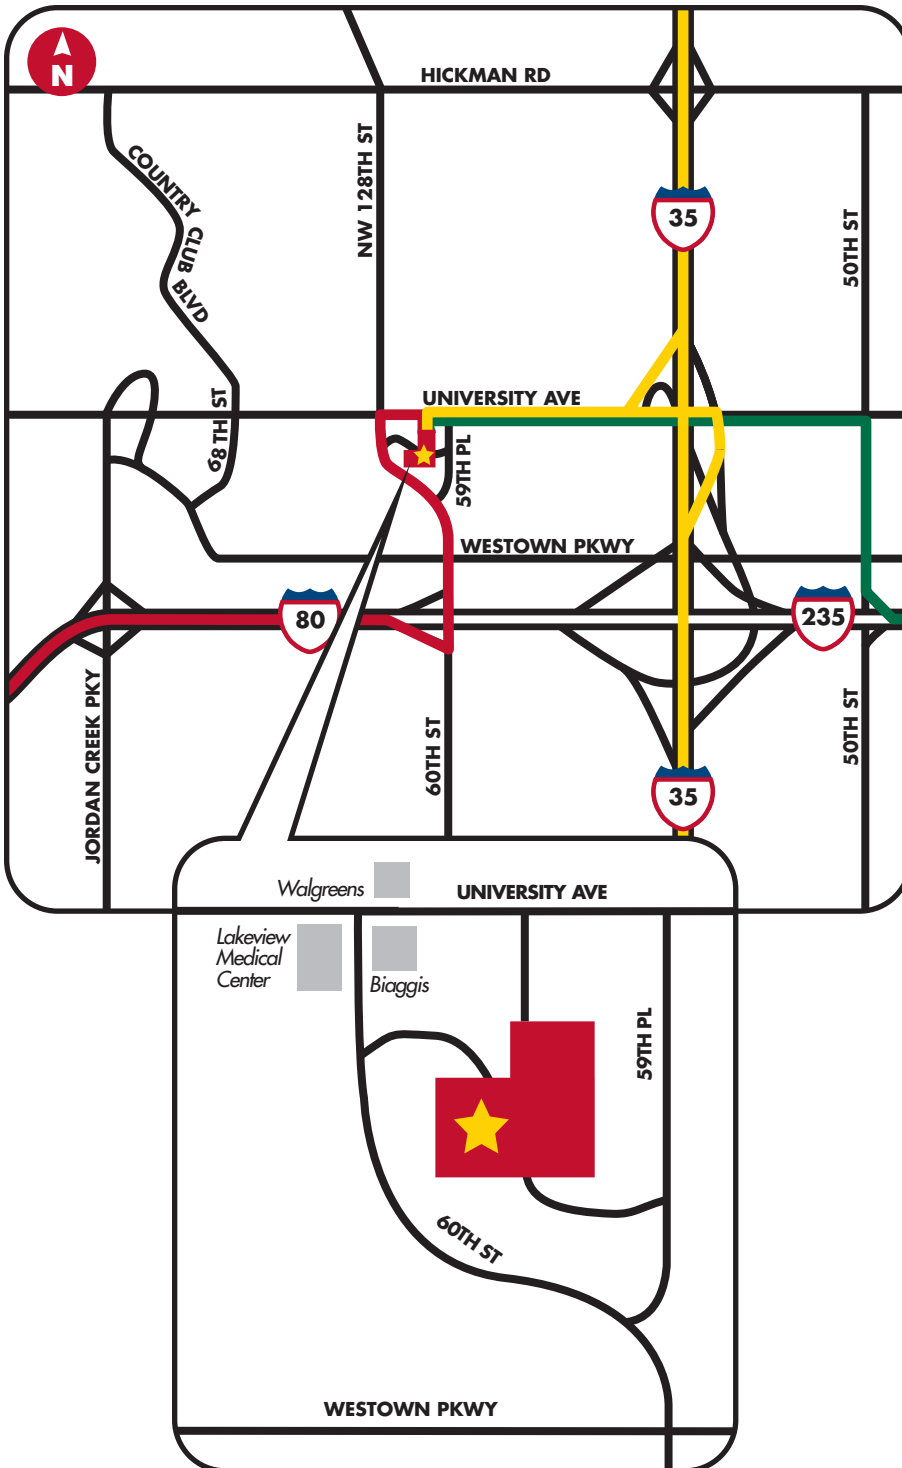 N
HICKMAN RD
COUNTRY CLUB BLVD
NW 128TH ST
35
50TH ST
UNIVERSITY AVE
68TH ST
59TH PL
WESTOWN PKWY
80
235
JORDAN CREEK PKY
60TH ST
35
50TH ST
Walgreens
UNIVERSITY AVE
Lakeview
Medical
Center
Biaggis
59TH PL
60TH ST
WESTOWN PKWY